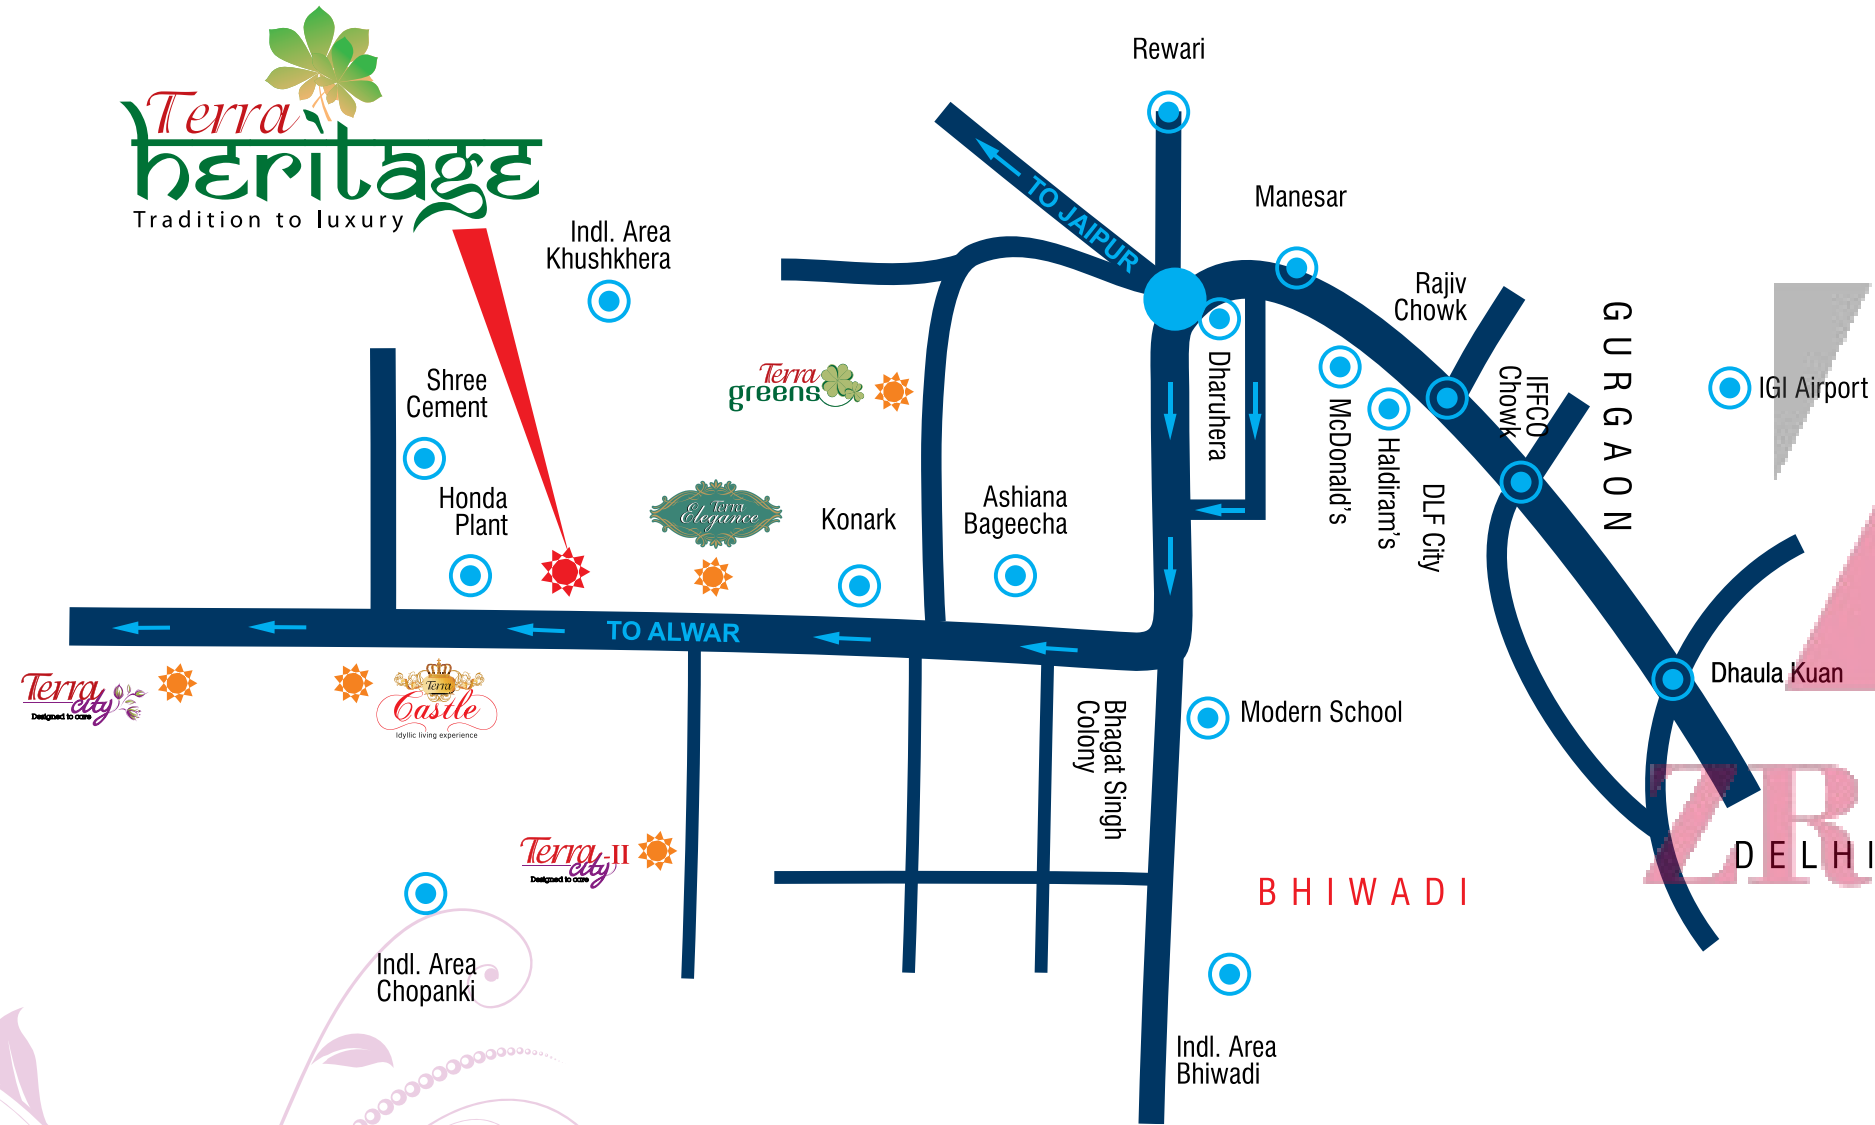 Terra
heritage
Tradition to luxury
Rewari
TO JAIPUR
Manesar
Indl. Area
Khushkhera
Rajiv
Chowk
IFFCO
Chowk
GURGAON
IGI Airport
Shree
Cement
Terra
greens
Dharuhera
McDonald's
Haldiram's
DLF City
Honda
Plant
Terra
Elegance
Konark
Ashiana
Bageecha
TO ALWAR
Terra
city
Designed to care
Terra
Castle
Idyllic living experience
Bhagat Singh
Colony
Modern School
Dhaula Kuan
Terra
city-II
Designed to care
BHIWADI
ZR
DELHI
Indl. Area
Chopanki
Indl. Area
Bhiwadi